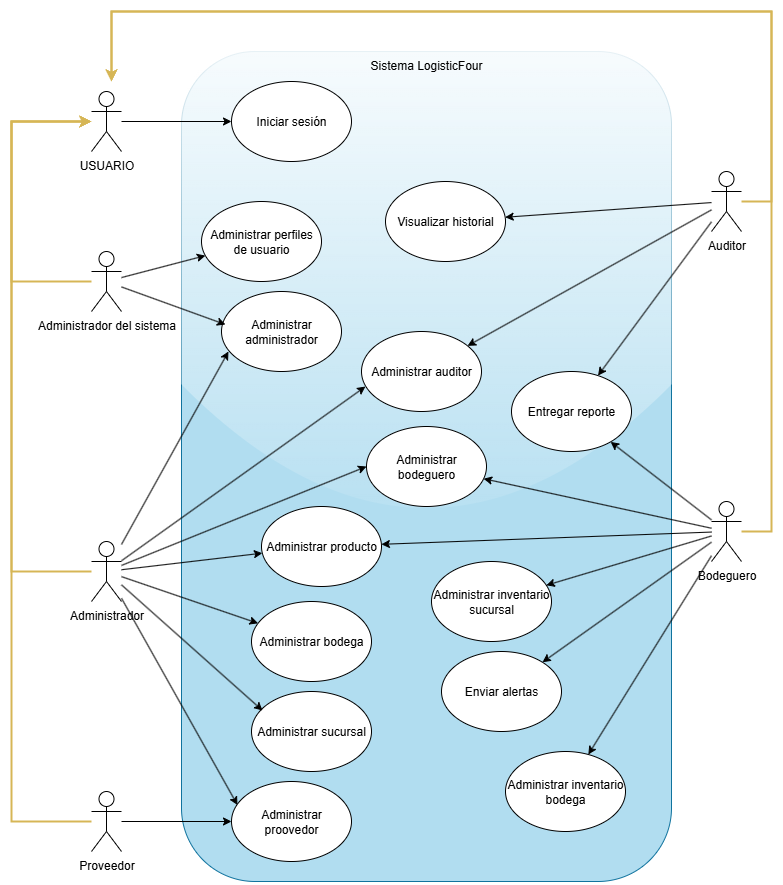 Sistema LogisticFour
Iniciar sesión
USUARIO
Administrar perfiles
de usuario
Visualizar historial
Auditor
Administrador del sistema
Administrar
administrador
Administrar auditor
Entregar reporte
Administrar
bodeguero
Administrar producto
Bodeguero
Administrar inventario
sucursal
Administrador
Administrar bodega
Enviar alertas
Administrar sucursal
Administrar inventario
bodega
Administrar
proovedor
Proveedor